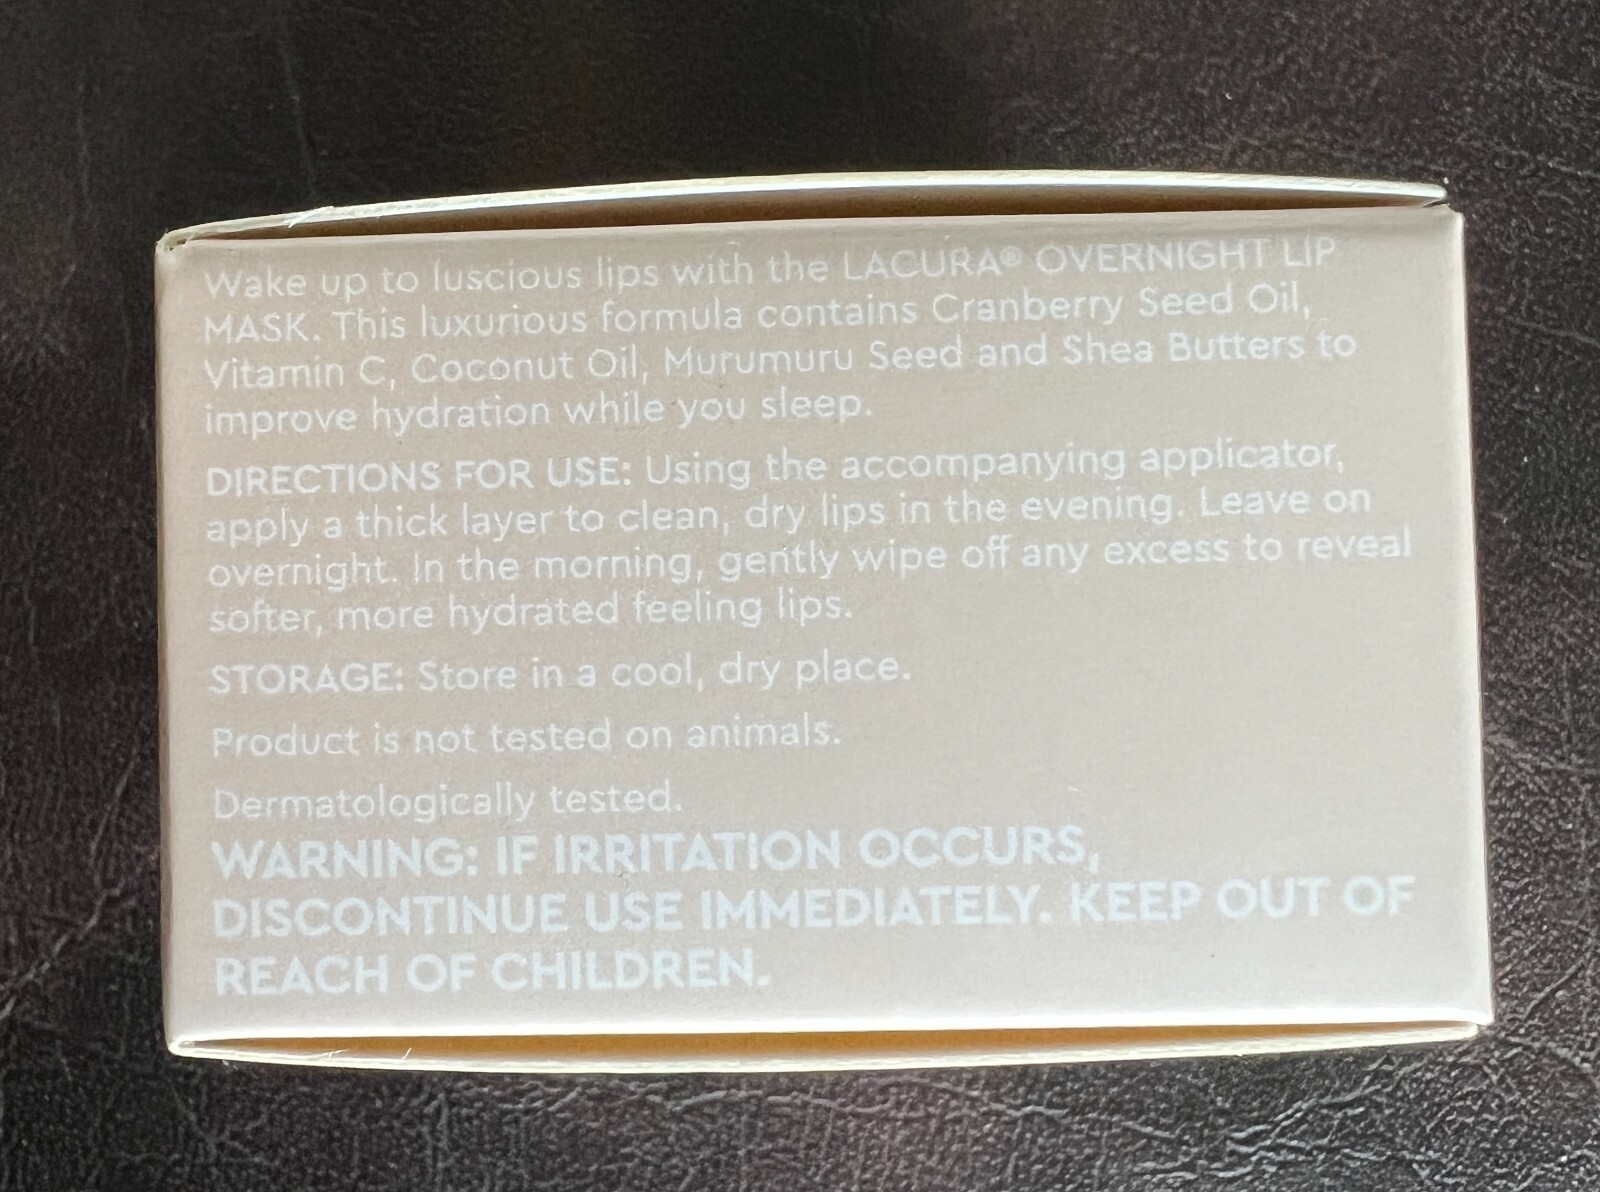 Wake up to luscious lips with the LACURA® OVERNIGHT LIP
MASK. This luxurious formula contains Cranberry Seed Oil,
Vitamin C, Coconut Oil, Murumuru Seed and Shea Butters to
improve hydration while you sleep.
DIRECTIONS FOR USE: Using the accompanying applicator,
apply a thick layer to clean, dry lips in the evening. Leave on
overnight. In the morning, gently wipe off any excess to reveal
softer, more hydrated feeling lips.
STORAGE: Store in a cool, dry place.
Product is not tested on animals.
Dermatologically tested.
WARNING: IF IRRITATION OCCURS,
DISCONTINUE USE IMMEDIATELY. KEEP OUT OF
REACH OF CHILDREN.